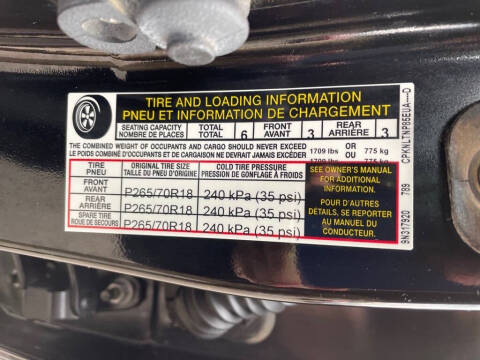 TIRE AND LOADING INFORMATION
PNEU ET INFORMATION DE CHARGEMENT
SEATING CAPACITY TOTAL 6 FRONT 3 REAR 3
NOMBRE DE PLACES TOTAL AVANT ARRIÈRE
THE COMBINED WEIGHT OF OCCUPANTS AND CARGO SHOULD NEVER EXCEED 1709 lbs OR 775 kg
LE POIDS COMBINÉ D'OCCUPANTS ET DE CARGAISON NE DEVRAIT JAMAIS EXCÉDER OU
TIRE ORIGINAL TIRE SIZE COLD TIRE PRESSURE
PNEU TAILLE DU PNEU D'ORIGINE PRESSION DE GONFLAGE À FROIDS
FRONT
AVANT P265/70R18 240 kPa (35 psi)
REAR
ARRIÈRE P265/70R18 240 kPa (35 psi)
SPARE TIRE
ROUE DE SECOURS P265/70R18 240 kPa (35 psi)
SEE OWNER'S MANUAL
FOR ADDITIONAL
INFORMATION.
POUR D'AUTRES
DÉTAILS, SE REPORTER
AU MANUEL DU
CONDUCTEUR.
9N317920 789 CPKNLTNP85EUA----D